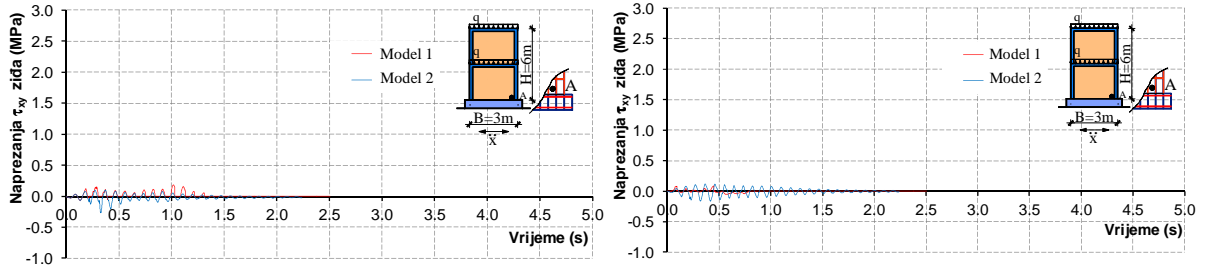 Naprezanja τxy ziđa (MPa)
3.0
2.5
2.0
1.5
1.0
0.5
0.0
-0.5
-1.0
0.0 0.5 1.0 1.5 2.0 2.5 3.0 3.5 4.0 4.5 5.0
Vrijeme (s)
Model 1
Model 2
q
q
H=6m
A
A
B=3m
ẍ
Naprezanja τxy ziđa (MPa)
3.0
2.5
2.0
1.5
1.0
0.5
0.0
-0.5
-1.0
0.0 0.5 1.0 1.5 2.0 2.5 3.0 3.5 4.0 4.5 5.0
Vrijeme (s)
Model 1
Model 2
q
q
H=6m
A
A
B=3m
ẍ